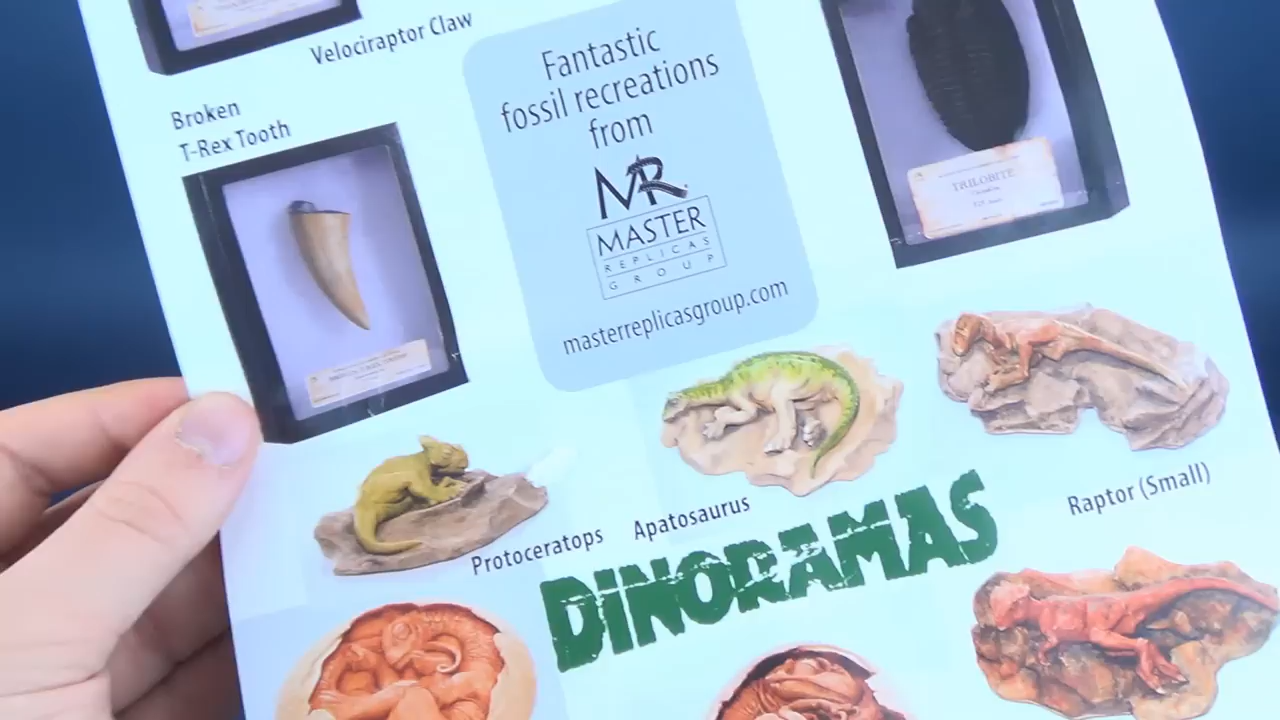 Velociraptor Claw
Broken
T-Rex Tooth
Fantastic
fossil recreations
from
MR
MASTER
REPLICAS
GROUP
masterreplicasgroup.com
TRILOBITE
Protoceratops
Apatosaurus
Raptor (Small)
DINORAMAS